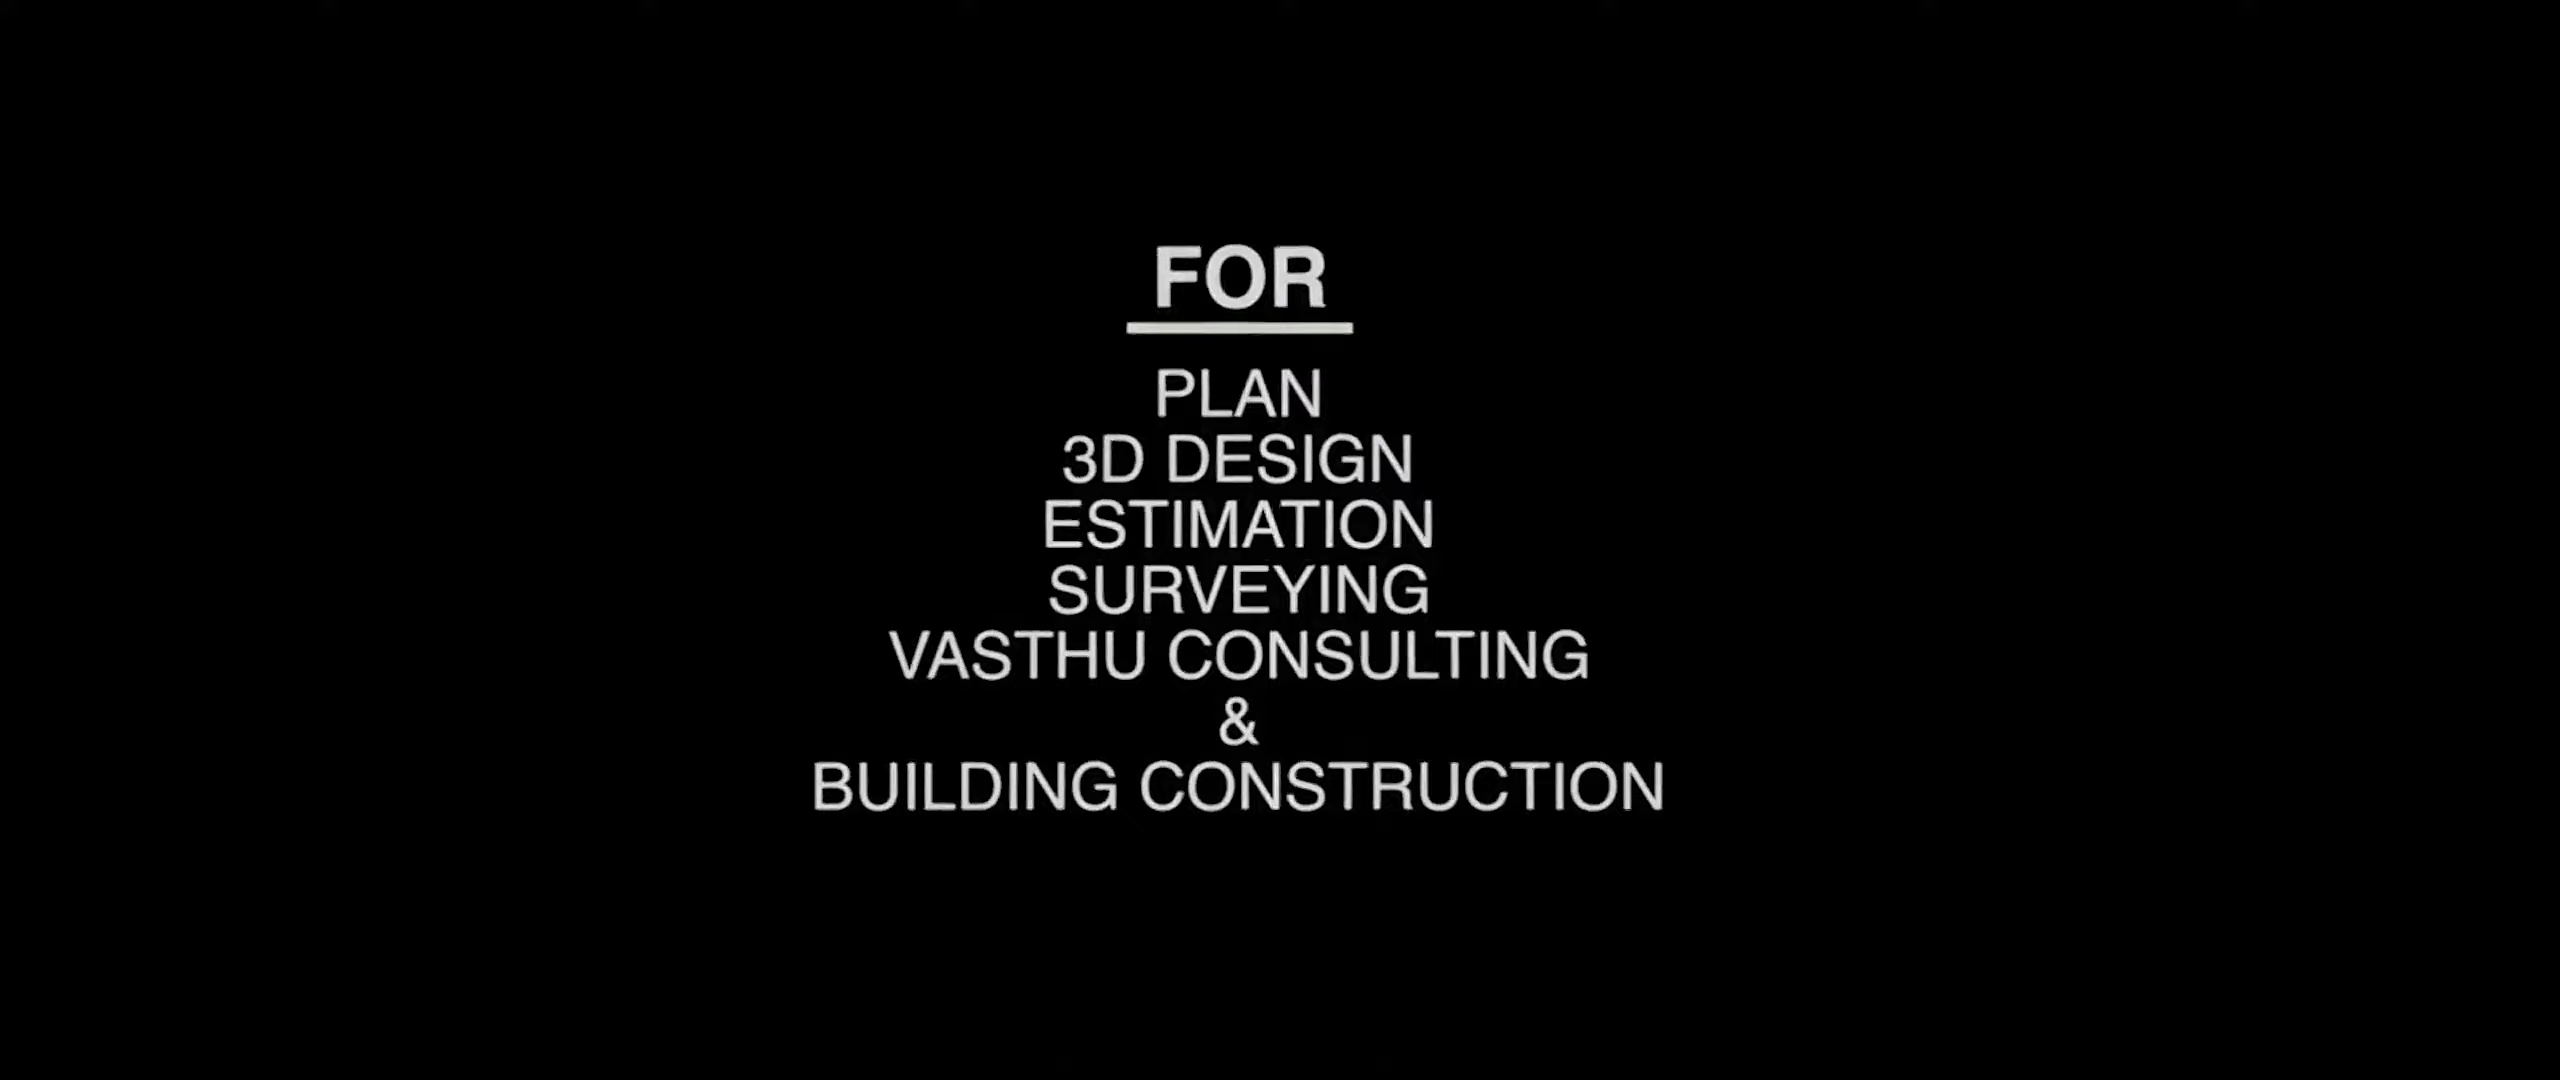 FOR
PLAN
3D DESIGN
ESTIMATION
SURVEYING
VASTHU CONSULTING
&
BUILDING CONSTRUCTION